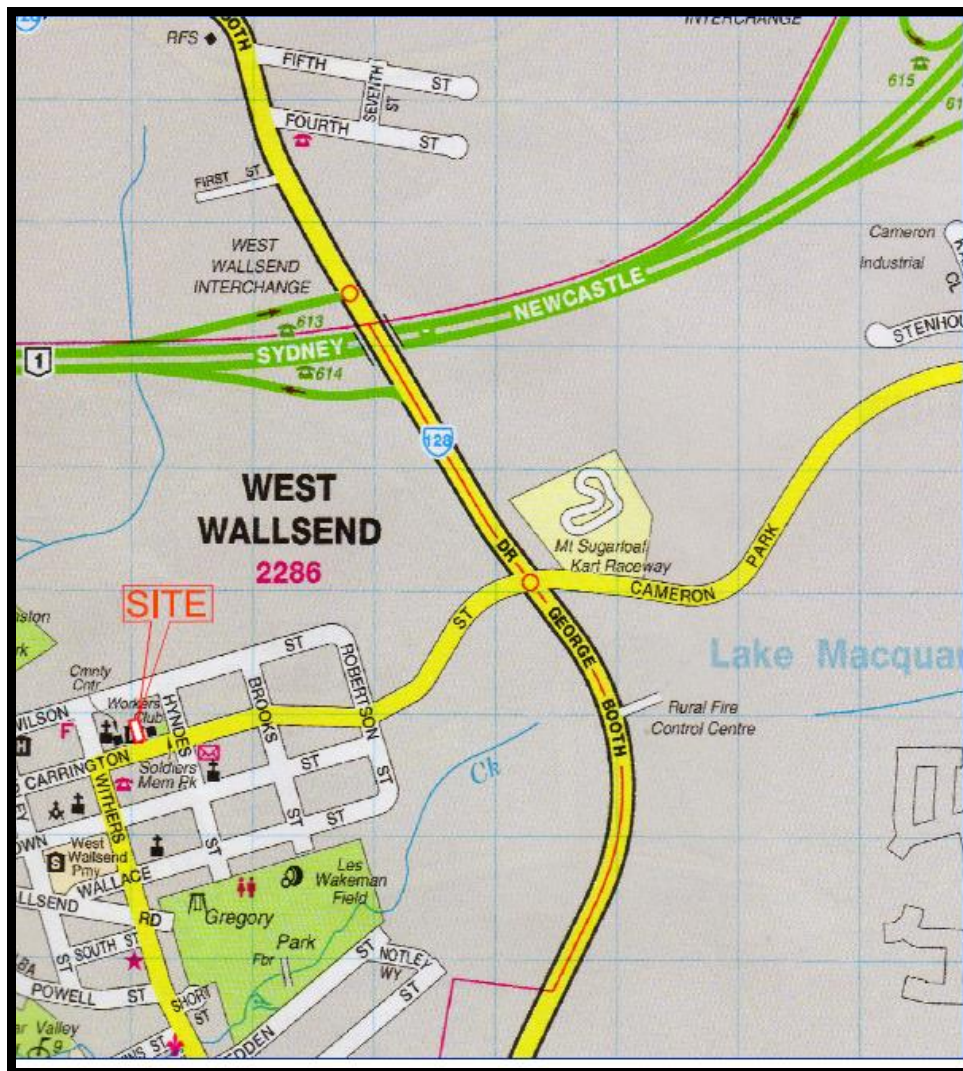 INTERCHANGE
BOOTH
RFS
FIFTH ST
SEVENTH ST
FOURTH ST
FIRST ST
615
WEST
WALLSEND
INTERCHANGE
Cameron
Industrial
CL
613
SYDNEY
NEWCASTLE
614
1
128
WEST
WALLSEND
2286
Mt Sugarloaf
Kart Raceway
DR
GEORGE
BOOTH
CAMERON
PARK
SITE
ST
ST
ROBERTSON
ST
Cmnty
Cntr
Workers
Club
WILSON
HYNDES
BROOKS
F
CARRINGTON
Soldiers
Mem Pk
ST
ST
ST
ST
Rural Fire
Control Centre
Ck
WITHERS
West
Wallsend
Pmy
S
WALLACE
RD
SOUTH ST
ST
POWELL ST
SHORT
ST
Gregory
Park
Fbr
Les
Wakeman
Field
ST
NOTLEY
WY
ST